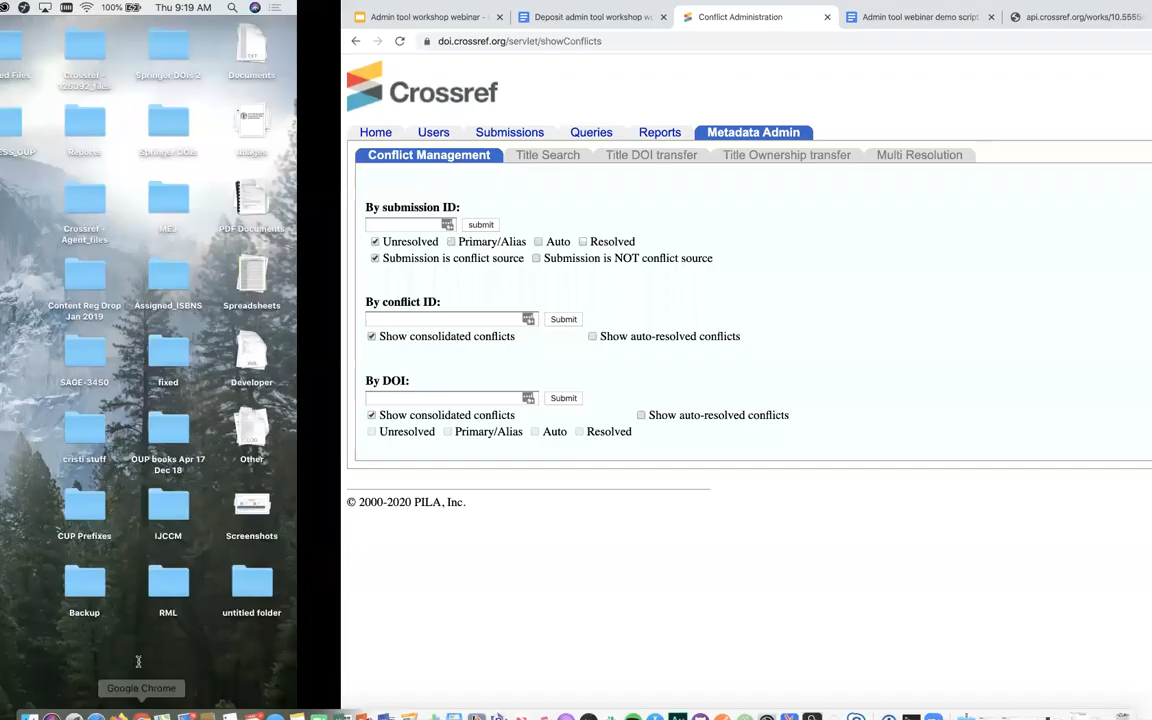 100%
Thu 9:19 AM
Crossref -
126392_files
Springer DOIs 2
Documents
Reports
Springer DOIs
Images
Crossref -
Agent_files
MEJ
PDF Documents
Content Reg Drop
Jan 2019
Assigned_ISBNS
Spreadsheets
SAGE-3450
fixed
Developer
cristi stuff
OUP books Apr 17
Dec 18
Other
CUP Prefixes
IJCCM
Screenshots
Backup
RML
untitled folder
Google Chrome
Admin tool workshop webinar -
Deposit admin tool workshop
Conflict Administration
Admin tool webinar demo script
api.crossref.org/works/10.5555
doi.crossref.org/servlet/showConflicts
Crossref
Home Users Submissions Queries Reports Metadata Admin
Conflict Management Title Search Title DOI transfer Title Ownership transfer Multi Resolution
By submission ID:
submit
Unresolved Primary/Alias Auto Resolved
Submission is conflict source Submission is NOT conflict source
By conflict ID:
Submit
Show consolidated conflicts Show auto-resolved conflicts
By DOI:
Submit
Show consolidated conflicts Show auto-resolved conflicts
Unresolved Primary/Alias Auto Resolved
© 2000-2020 PILA, Inc.